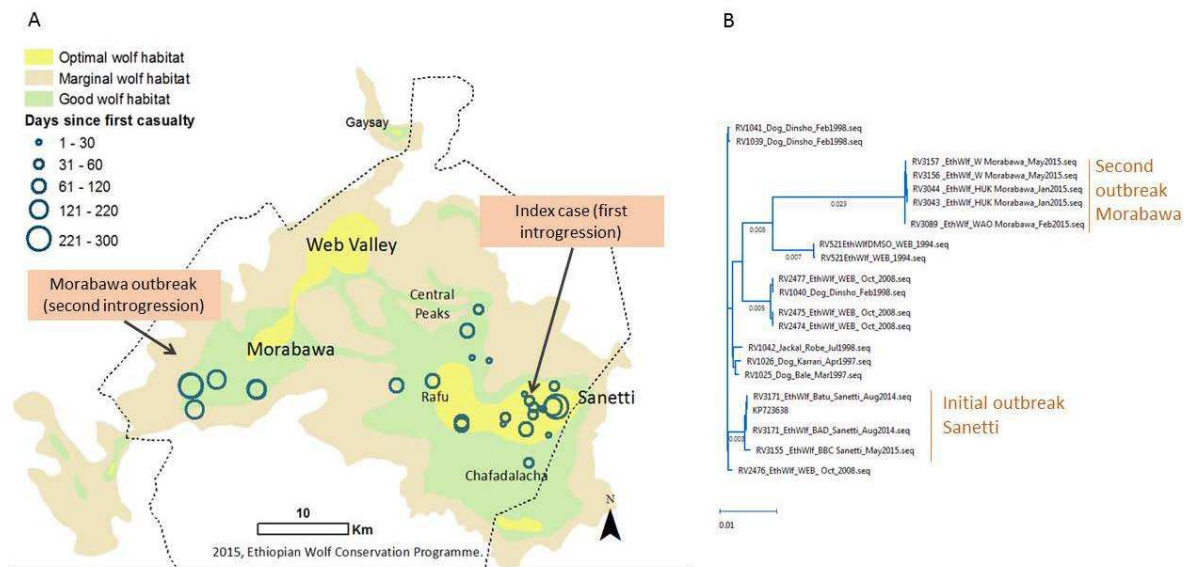 A
Optimal wolf habitat
Marginal wolf habitat
Good wolf habitat
Days since first casualty
1 - 30
31 - 60
61 - 120
121 - 220
221 - 300
Gaysay
Index case (first
introgression)
Web Valley
Morabawa outbreak
(second introgression)
Central
Peaks
Morabawa
Rafu
Sanetti
Chafadalacha
N
10
Km
2015, Ethiopian Wolf Conservation Programme.
B
RV1041_Dog_Dinsho_Feb1998.seq
RV1039_Dog_Dinsho_Feb1998.seq
RV3157 _EthWlf_W Morabawa_May2015.seq
RV3156 _EthWlf_W Morabawa_May2015.seq
RV3044 _EthWlf_HUK Morabawa_Jan2015.seq
RV3043 _EthWlf_HUK Morabawa_Jan2015.seq
RV3089 _EthWlf_WAO Morabawa_Feb2015.seq
0.023
Second
outbreak
Morabawa
0.005
RV521EthWlfDMSO_WEB_1994.seq
RV521EthWlf_WEB_1994.seq
0.007
RV2477_EthWlf_WEB_ Oct_2008.seq
RV1040_Dog_Dinsho_Feb1998.seq
0.005
RV2475_EthWlf_WEB_ Oct_2008.seq
RV2474_EthWlf_WEB_ Oct_2008.seq
RV1042_Jackal_Robe_Jul1998.seq
RV1026_Dog_Karrari_Apr1997.seq
RV1025_Dog_Bale_Mar1997.seq
RV3171_EthWlf_Batu_Sanetti_Aug2014.seq
KP723638
RV3171_EthWlf_BAD_Sanetti_Aug2014.seq
0.003
RV3155 _EthWlf_BBC Sanetti_May2015.seq
Initial outbreak
Sanetti
RV2476_EthWlf_WEB_ Oct_2008.seq
0.01